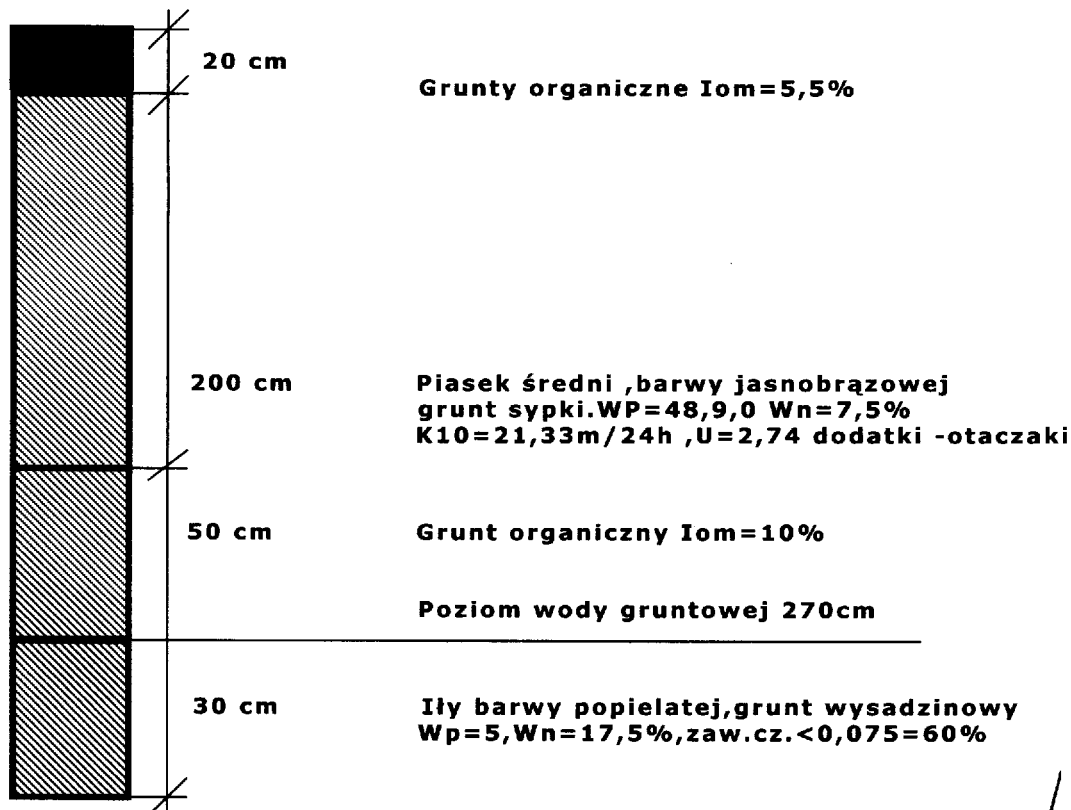 20 cm
Grunty organiczne Iom=5,5%
200 cm
Piasek średni ,barwy jasnobrązowej
grunt sypki.WP=48,9,0 Wn=7,5%
K10=21,33m/24h ,U=2,74 dodatki -otaczaki
50 cm
Grunt organiczny Iom=10%
Poziom wody gruntowej 270cm
30 cm
Iły barwy popielatej,grunt wysadzinowy
Wp=5,Wn=17,5%,zaw.cz.<0,075=60%